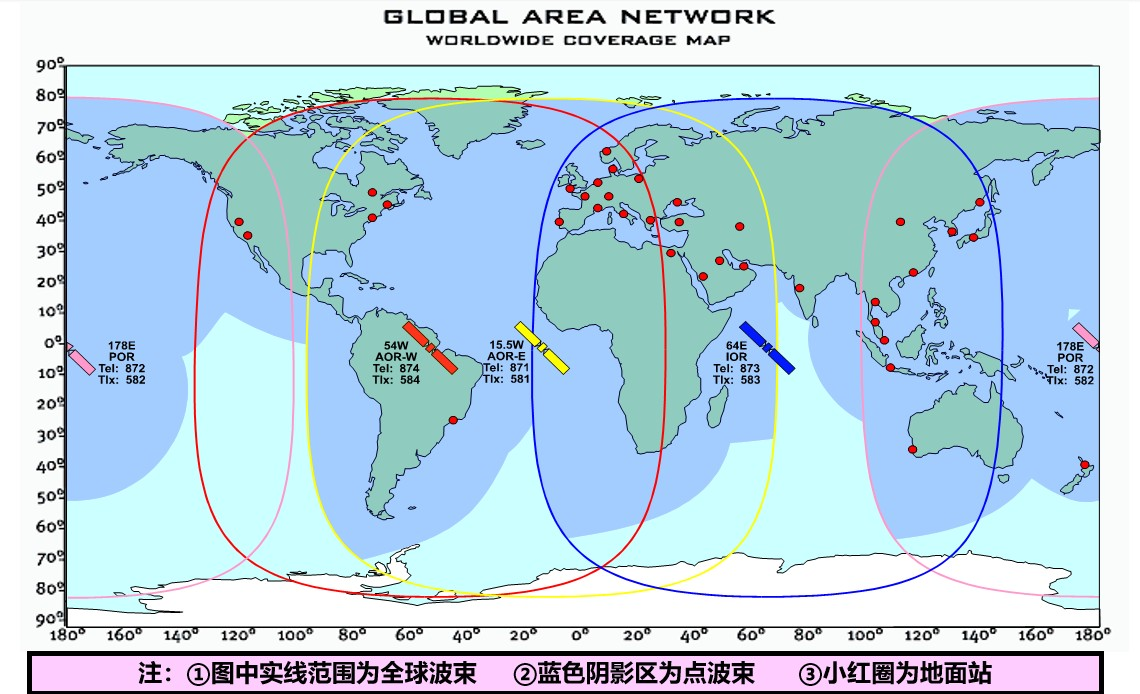 GLOBAL AREA NETWORK
WORLDWIDE COVERAGE MAP
90°
80°
70°
60°
50°
40°
30°
20°
10°
0°
10°
20°
30°
40°
50°
60°
70°
80°
90°
178E
POR
Tel: 872
Tlx: 582
54W
AOR-W
Tel: 874
Tlx: 584
15.5W
AOR-E
Tel: 871
Tlx: 581
64E
IOR
Tel: 873
Tlx: 583
178E
POR
Tel: 872
Tlx: 582
180° 160° 140° 120° 100° 80° 60° 40° 20° 0° 20° 40° 60° 80° 100° 120° 140° 160° 180°
注：①图中实线范围为全球波束 ②蓝色阴影区为点波束 ③小红圈为地面站